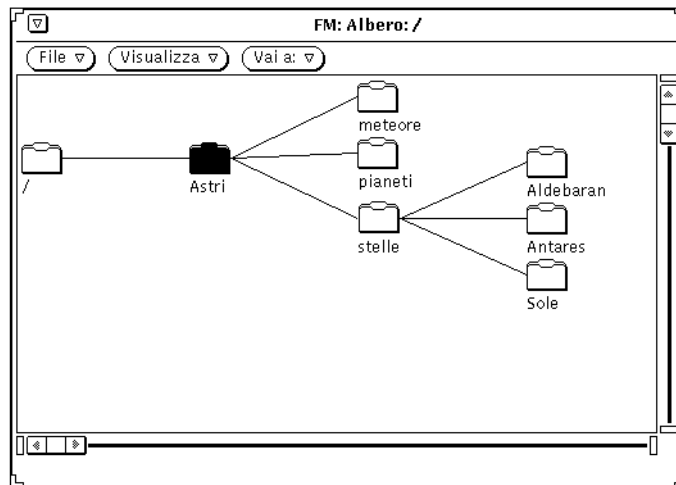 FM: Albero: /
File Visualizza Vai a:
meteore
/
Astri
pianeti
Aldebaran
stelle
Antares
Sole